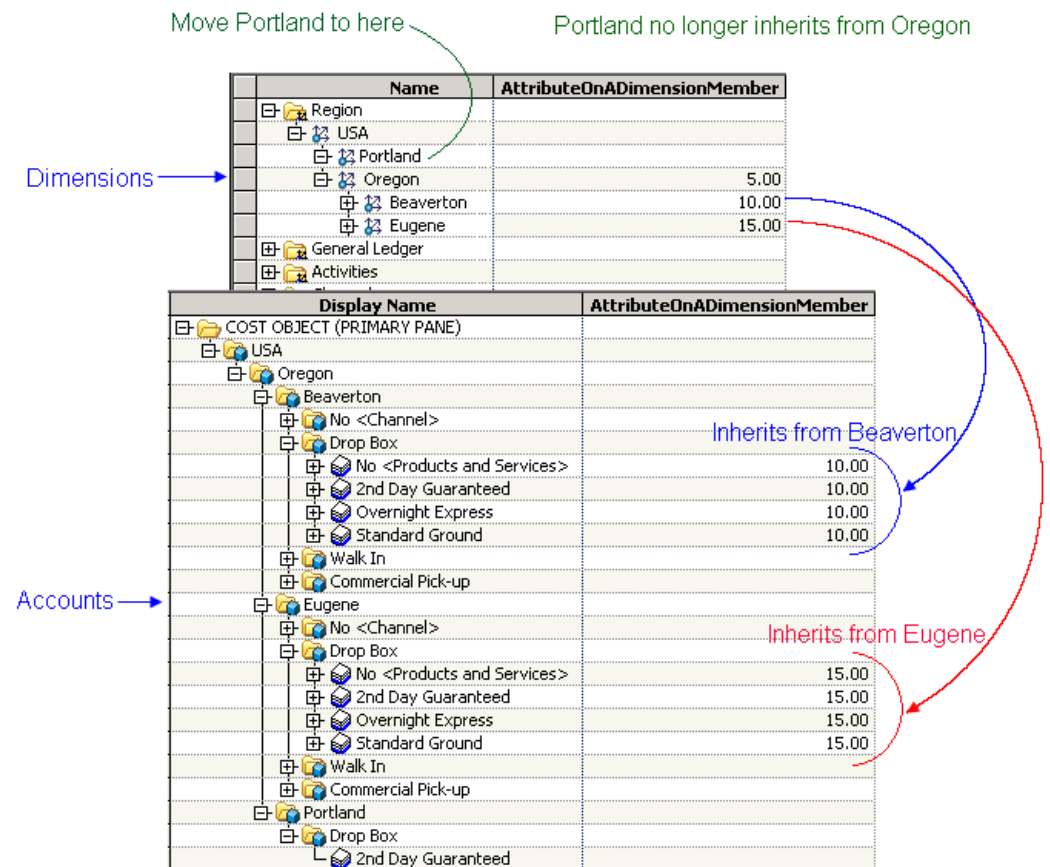 Move Portland to here
Portland no longer inherits from Oregon
Name AttributeOnADimensionMember
Region
USA
Portland
Dimensions
Oregon 5.00
Beaverton 10.00
Eugene 15.00
General Ledger
Activities
Display Name AttributeOnADimensionMember
COST OBJECT (PRIMARY PANE)
USA
Oregon
Beaverton
No <Channel>
Drop Box
Inherits from Beaverton
No <Products and Services> 10.00
2nd Day Guaranteed 10.00
Overnight Express 10.00
Standard Ground 10.00
Walk In
Commercial Pick-up
Accounts
Eugene
No <Channel>
Inherits from Eugene
Drop Box
No <Products and Services> 15.00
2nd Day Guaranteed 15.00
Overnight Express 15.00
Standard Ground 15.00
Walk In
Commercial Pick-up
Portland
Drop Box
2nd Day Guaranteed